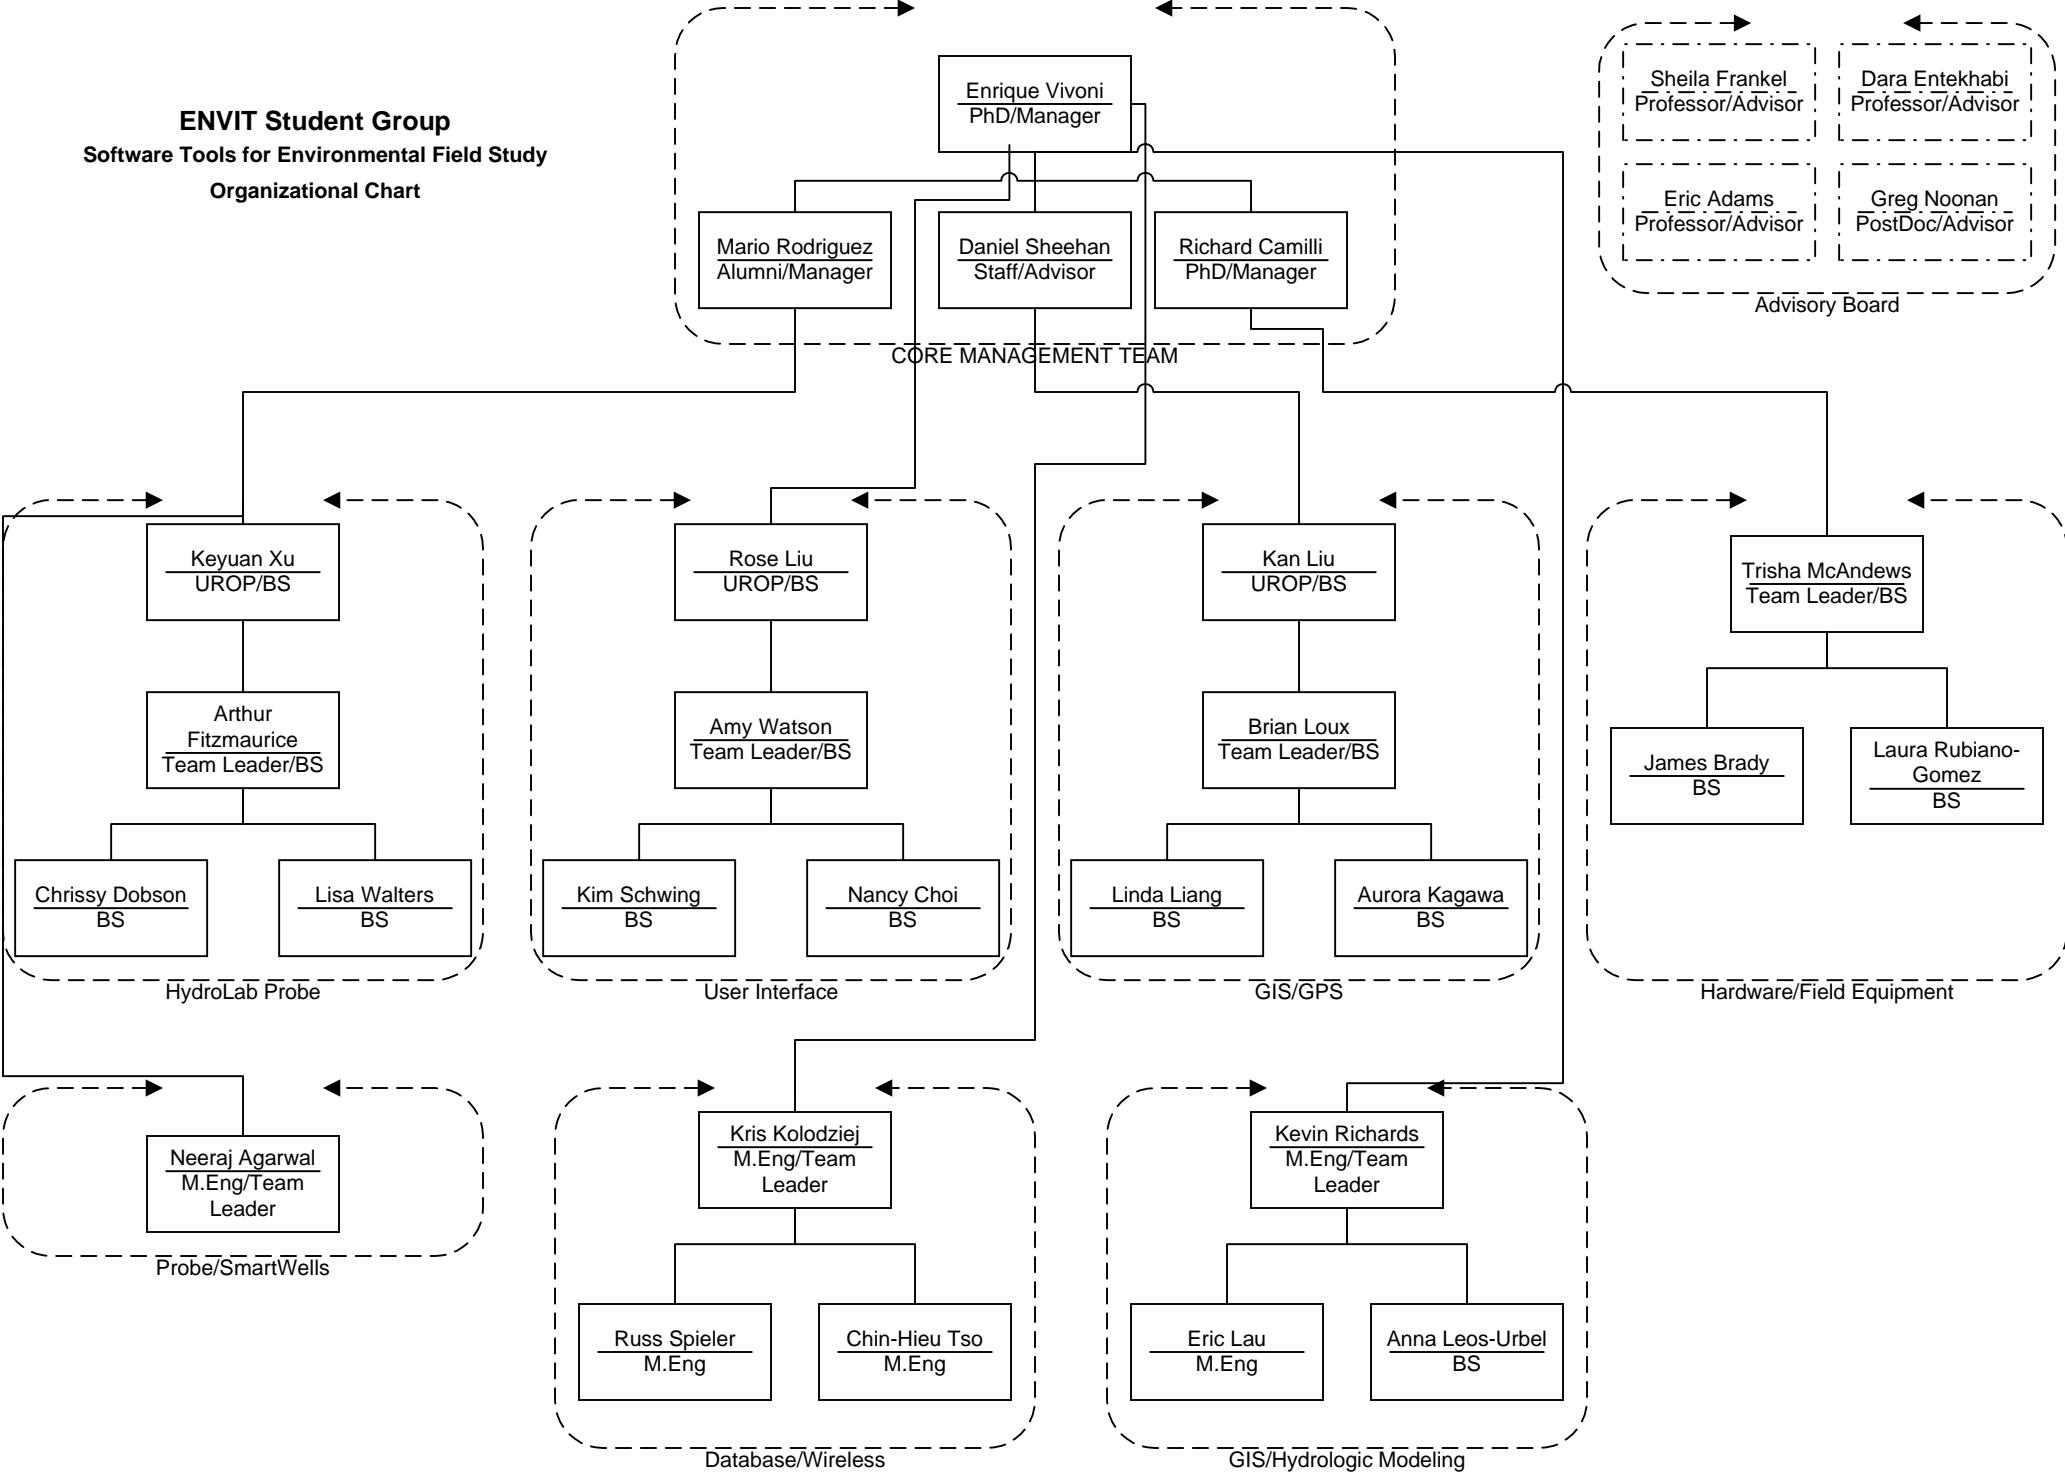 ENVIT Student Group
Software Tools for Environmental Field Study
Organizational Chart
Enrique Vivoni
PhD/Manager
Mario Rodriguez
Alumni/Manager
Daniel Sheehan
Staff/Advisor
Richard Camilli
PhD/Manager
CORE MANAGEMENT TEAM
Sheila Frankel
Professor/Advisor
Dara Entekhabi
Professor/Advisor
Eric Adams
Professor/Advisor
Greg Noonan
PostDoc/Advisor
Advisory Board
Keyuan Xu
UROP/BS
Arthur
Fitzmaurice
Team Leader/BS
Chrissy Dobson
BS
Lisa Walters
BS
HydroLab Probe
Rose Liu
UROP/BS
Amy Watson
Team Leader/BS
Kim Schwing
BS
Nancy Choi
BS
User Interface
Kan Liu
UROP/BS
Brian Loux
Team Leader/BS
Linda Liang
BS
Aurora Kagawa
BS
GIS/GPS
Trisha McAndews
Team Leader/BS
James Brady
BS
Laura Rubiano-
Gomez
BS
Hardware/Field Equipment
Neeraj Agarwal
M.Eng/Team
Leader
Probe/SmartWells
Kris Kolodziej
M.Eng/Team
Leader
Russ Spieler
M.Eng
Chin-Hieu Tso
M.Eng
Database/Wireless
Kevin Richards
M.Eng/Team
Leader
Eric Lau
M.Eng
Anna Leos-Urbel
BS
GIS/Hydrologic Modeling